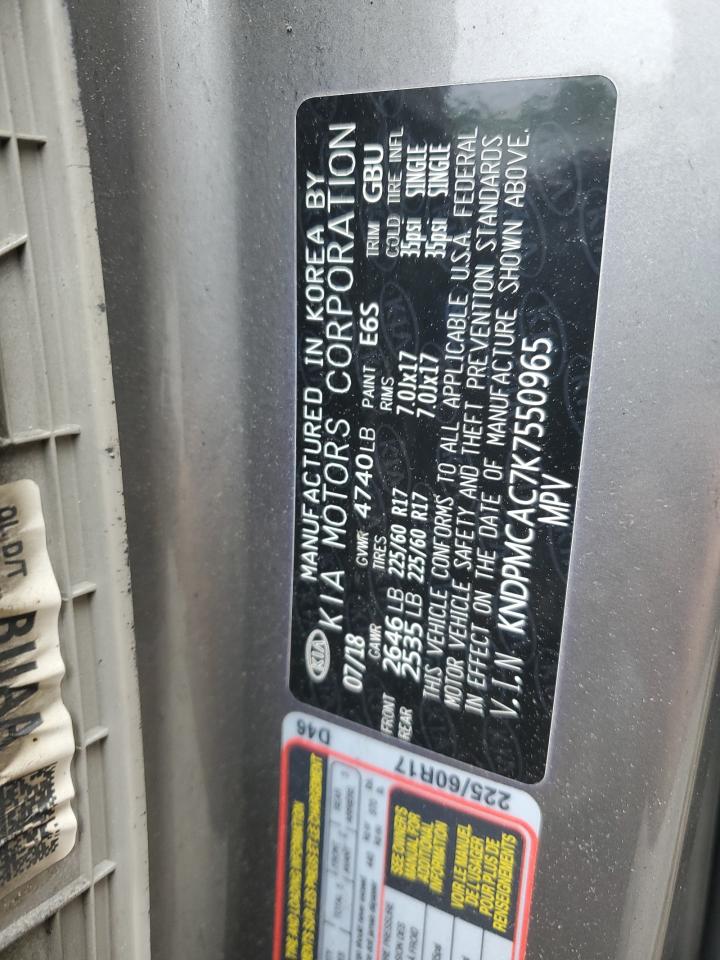 KIA
MANUFACTURED IN KOREA BY
KIA MOTORS CORPORATION
07/18 GVWR 4740LB PAINT E6S TRIM GBU
GAWR TIRES RIMS COLD TIRE INFL
FRONT 2646LB 225/60 R17 7.0Jx17 35psi SINGLE
REAR 2535LB 225/60 R17 7.0Jx17 35psi SINGLE
THIS VEHICLE CONFORMS TO ALL APPLICABLE U.S.A. FEDERAL
MOTOR VEHICLE SAFETY AND THEFT PREVENTION STANDARDS
IN EFFECT ON THE DATE OF MANUFACTURE SHOWN ABOVE.
V.I.N KNDPMCAC7K7550965
MPV
D46
225/60R17
SEE OWNERS
MANUAL FOR
ADDITIONAL
INFORMATION
VOIR LE MANUEL
DE L'USAGER
POUR PLUS DE
RENSEIGNEMENTS